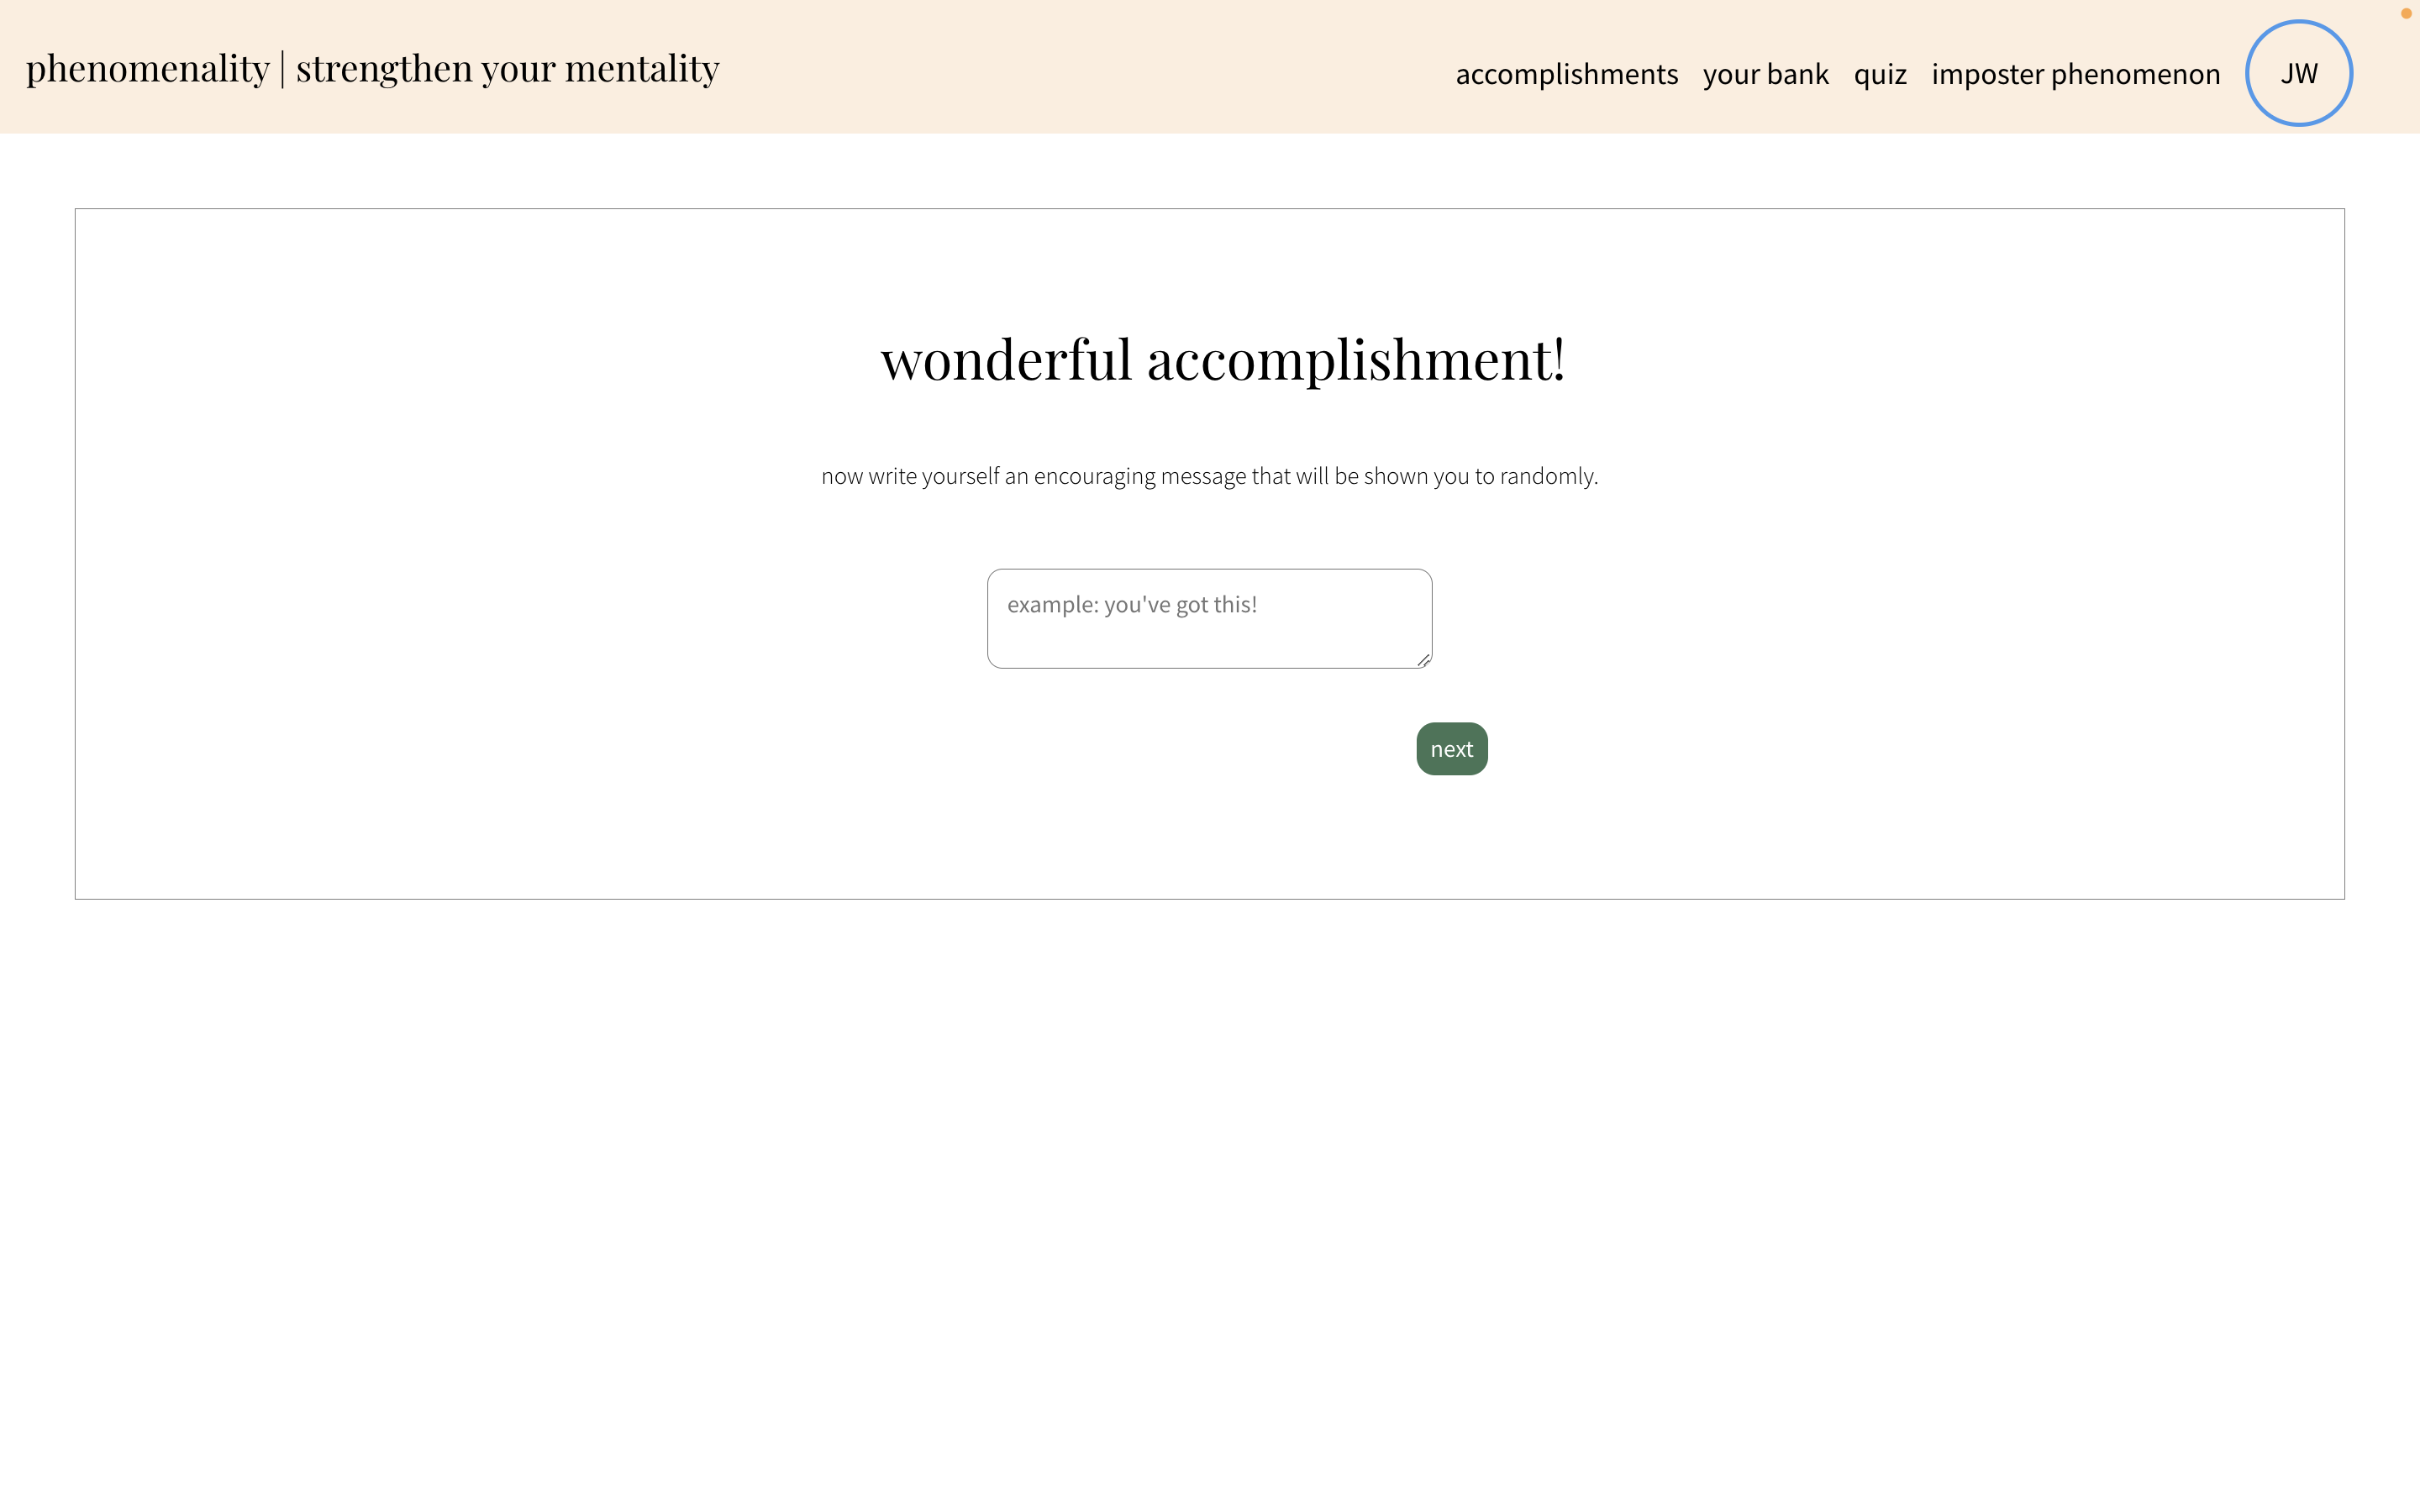 phenomenality | strengthen your mentality
accomplishments your bank quiz imposter phenomenon JW
wonderful accomplishment!
now write yourself an encouraging message that will be shown you to randomly.
example: you've got this!
next